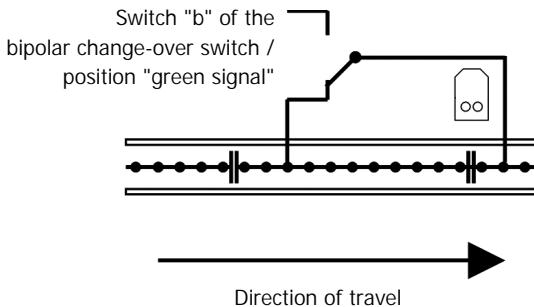 Switch "b" of the
bipolar change-over switch /
position "green signal"
Direction of travel